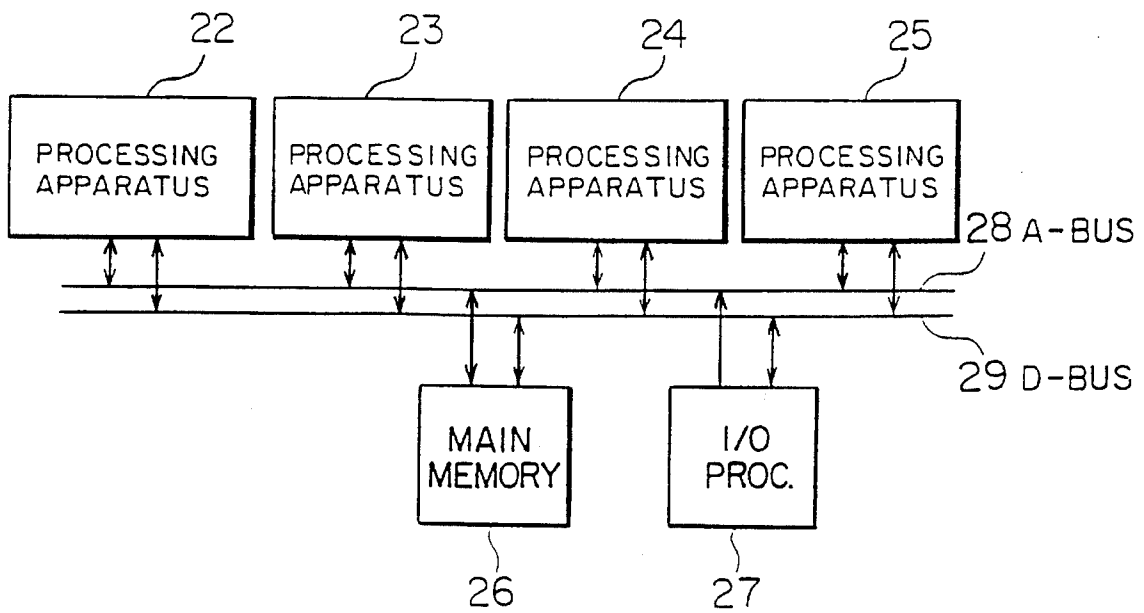 22
23
24
25
PROCESSING
APPARATUS
PROCESSING
APPARATUS
PROCESSING
APPARATUS
PROCESSING
APPARATUS
28 A-BUS
29 D-BUS
MAIN
MEMORY
I/O
PROC.
26
27